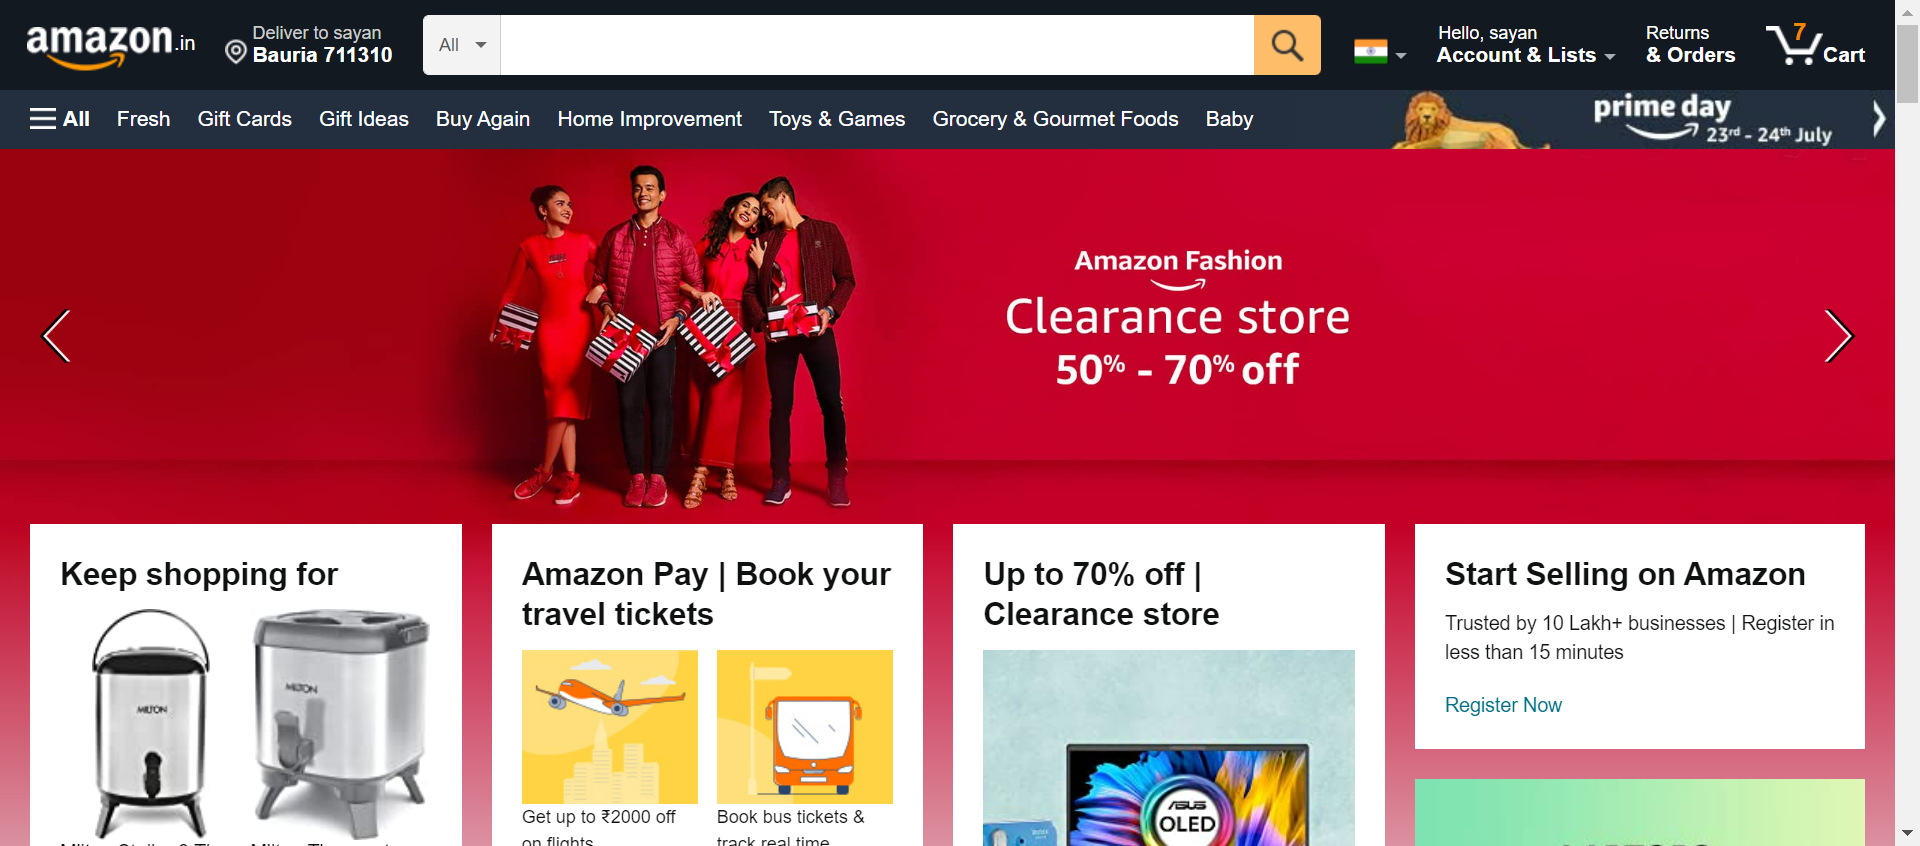 amazon.in
Deliver to sayan
Bauria 711310
All
Hello, sayan
Account & Lists
Returns
& Orders
7
Cart
All
Fresh
Gift Cards
Gift Ideas
Buy Again
Home Improvement
Toys & Games
Grocery & Gourmet Foods
Baby
prime day
23rd - 24th July
Amazon Fashion
Clearance store
50% - 70% off
Keep shopping for
MILTON
MILTON
Amazon Pay | Book your
travel tickets
Get up to ₹2000 off
on flights
Book bus tickets &
track real time
Up to 70% off |
Clearance store
ASUS
OLED
Start Selling on Amazon
Trusted by 10 Lakh+ businesses | Register in
less than 15 minutes
Register Now